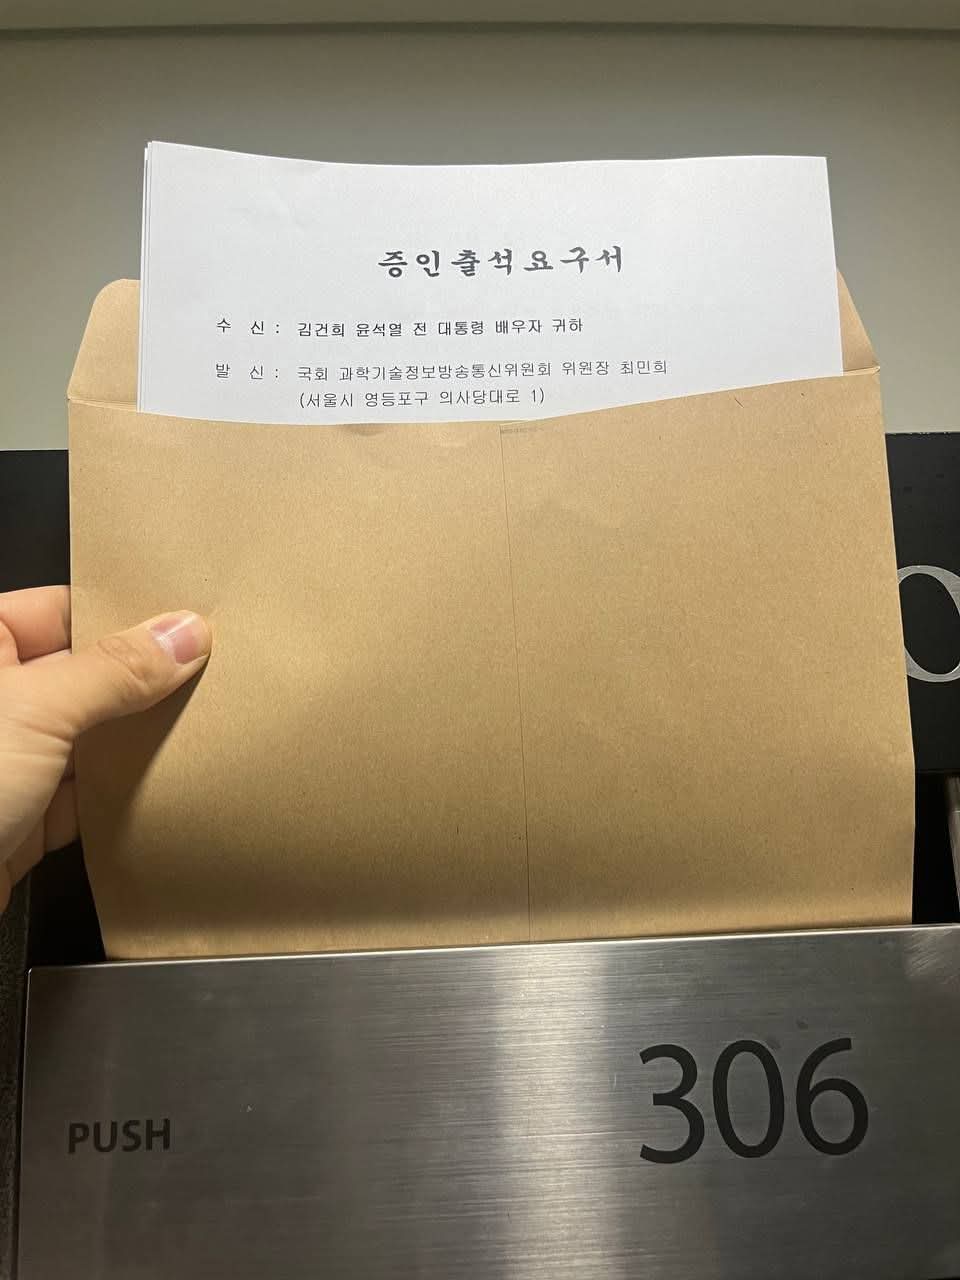 증인출석요구서
수 신 : 김건희 윤석열 전 대통령 배우자 귀하
발 신 : 국회 과학기술정보방송통신위원회 위원장 최민희
(서울시 영등포구 의사당대로 1)
O
PUSH
306